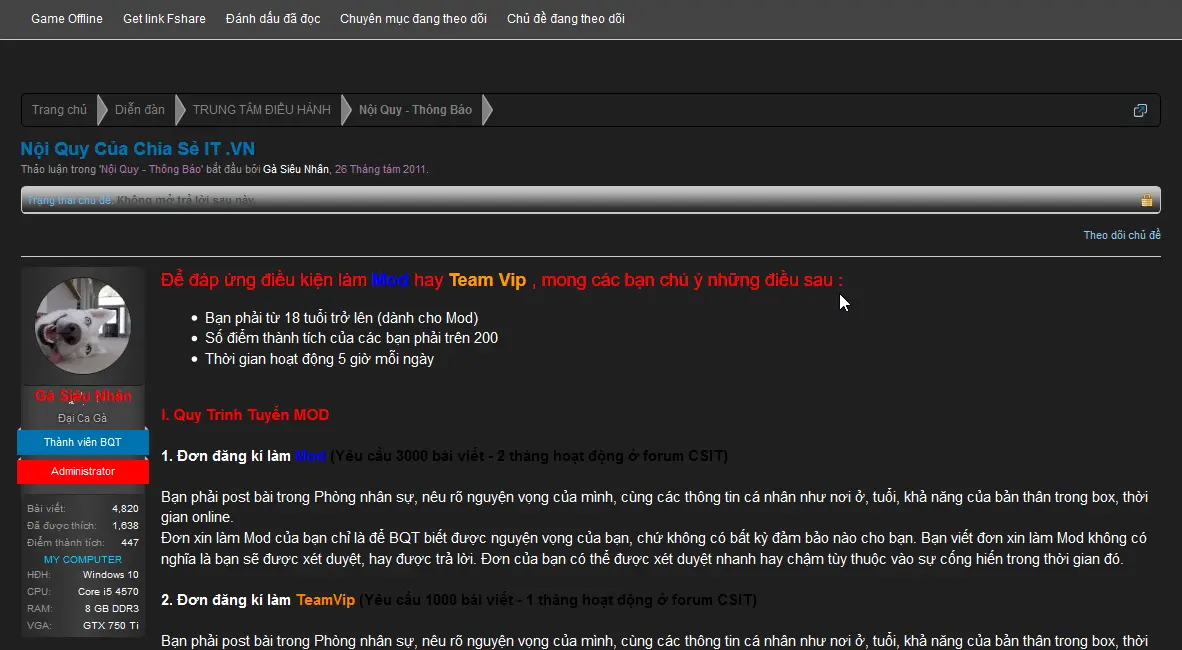 Game Offline Get link Fshare Đánh dấu đã đọc Chuyên mục đang theo dõi Chủ đề đang theo dõi
Trang chủ Diễn đàn TRUNG TÂM ĐIỀU HÀNH Nội Quy - Thông Báo
Nội Quy Của Chia Sẻ IT .VN
Thảo luận trong 'Nội Quy - Thông Báo' bắt đầu bởi Gà Siêu Nhân, 26 Tháng tám 2011.
Trạng thái chủ đề: Không mở trả lời sau này.
Theo dõi chủ đề
Để đáp ứng điều kiện làm Mod hay Team Vip , mong các bạn chú ý những điều sau :
Bạn phải từ 18 tuổi trở lên (dành cho Mod)
Số điểm thành tích của các bạn phải trên 200
Thời gian hoạt động 5 giờ mỗi ngày
Gà Siêu Nhân
Đại Ca Gà
Thành viên BQT
Administrator
Bài viết: 4,820
Đã được thích: 1,638
Điểm thành tích: 447
MY COMPUTER
HĐH: Windows 10
CPU: Core i5 4570
RAM: 8 GB DDR3
VGA: GTX 750 Ti
I. Quy Trình Tuyển MOD
1. Đơn đăng kí làm Mod (Yêu cầu 3000 bài viết - 2 tháng hoạt động ở forum CSIT)
Bạn phải post bài trong Phòng nhân sự, nêu rõ nguyện vọng của mình, cùng các thông tin cá nhân như nơi ở, tuổi, khả năng của bản thân trong box, thời
gian online.
Đơn xin làm Mod của bạn chỉ là để BQT biết được nguyện vọng của bạn, chứ không có bất kỳ đảm bảo nào cho bạn. Bạn viết đơn xin làm Mod không có
nghĩa là bạn sẽ được xét duyệt, hay được trả lời. Đơn của bạn có thể được xét duyệt nhanh hay chậm tùy thuộc vào sự cống hiến trong thời gian đó.
2. Đơn đăng kí làm TeamVip (Yêu cầu 1000 bài viết - 1 tháng hoạt động ở forum CSIT)
Bạn phải post bài trong Phòng nhân sự, nêu rõ nguyện vọng của mình, cùng các thông tin cá nhân như nơi ở, tuổi, khả năng của bản thân trong box, thời